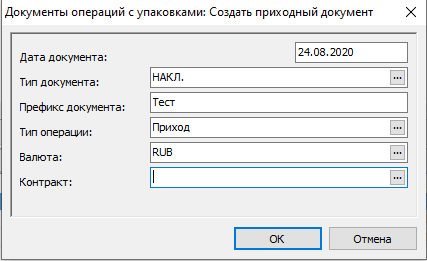 Документы операций с упаковками: Создать приходный документ
Дата документа: 24.08.2020
Тип документа: НАКЛ. ...
Префикс документа: Тест
Тип операции: Приход ...
Валюта: RUB ...
Контракт: ...
OK Отмена